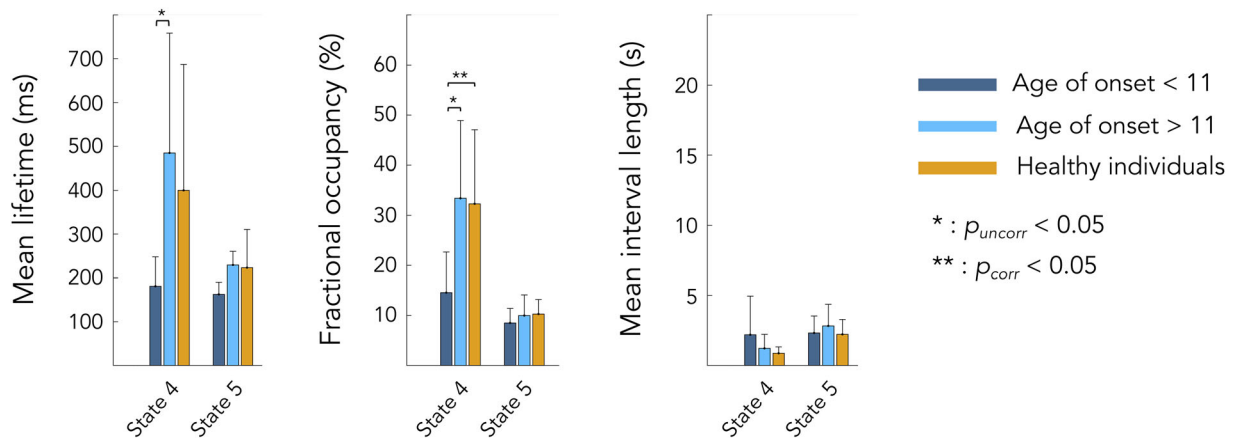 Mean lifetime (ms)
700
600
500
400
300
200
100
*
State 4
State 5
Fractional occupancy (%)
60
50
40
30
20
10
**
*
State 4
State 5
Mean interval length (s)
20
15
10
5
State 4
State 5
Age of onset < 11
Age of onset > 11
Healthy individuals
* : puncorr < 0.05
** : pcorr < 0.05